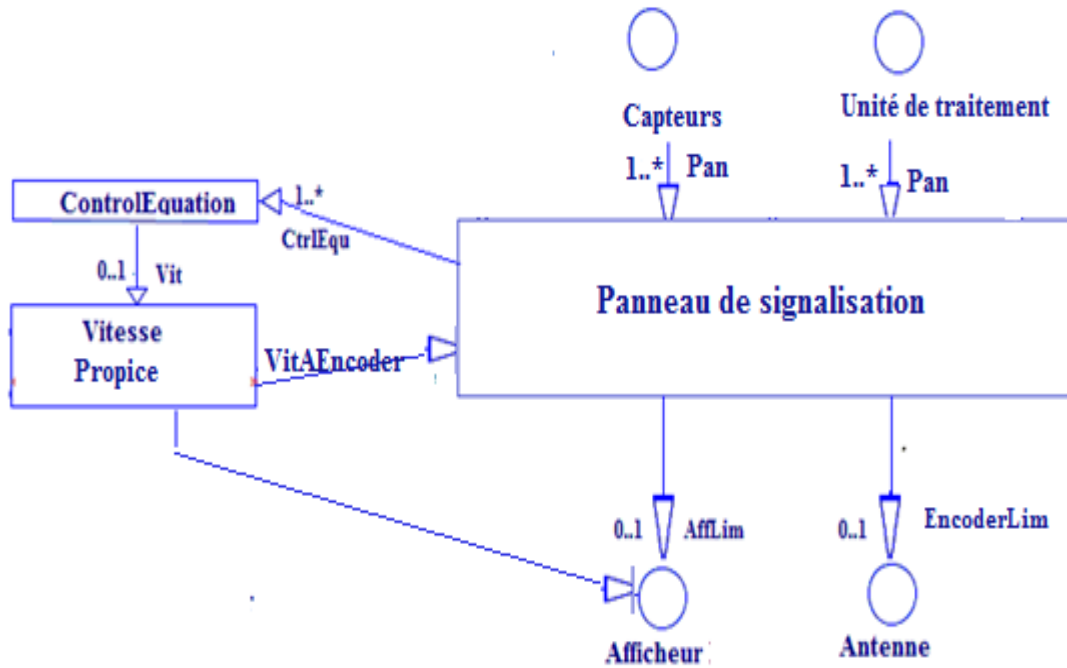 Capteurs
Unité de traitement
1..* Pan
1..* Pan
ControlEquation
1..*
CtrlEqu
0..1 Vit
Vitesse
Propice
VitAEncoder
Panneau de signalisation
0..1 AffLim
0..1 EncoderLim
Afficheur
Antenne